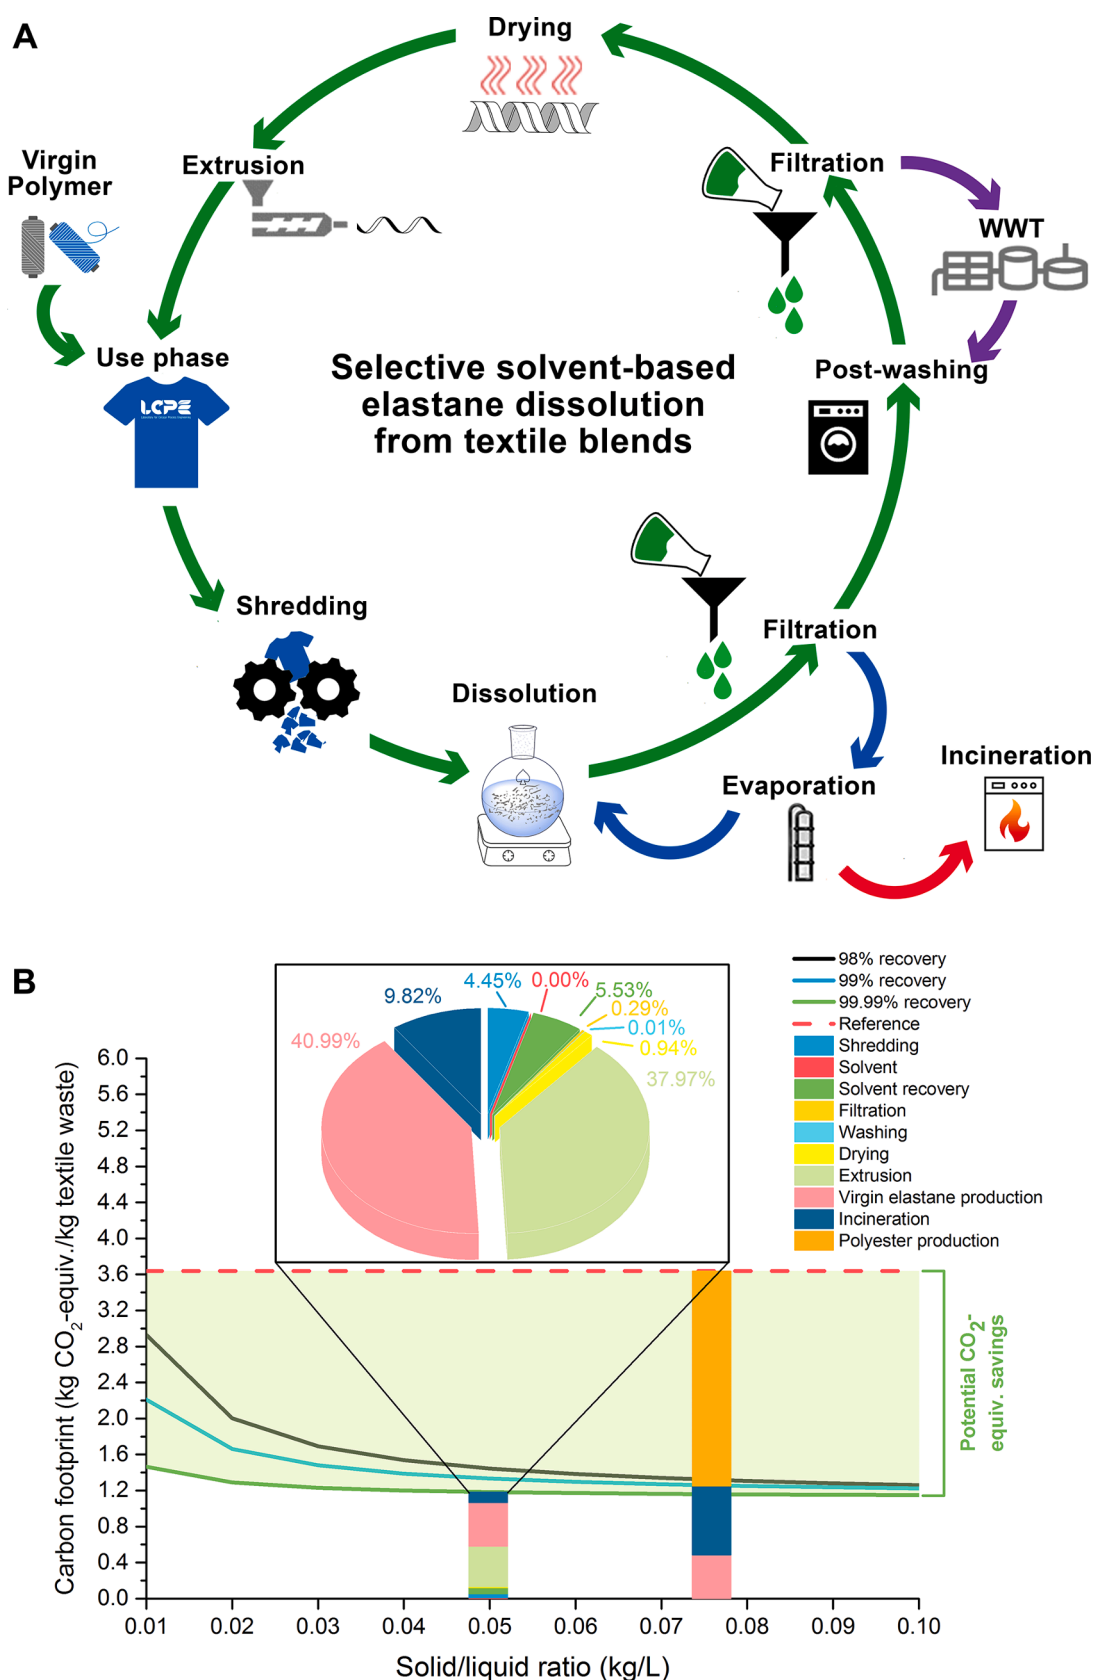 A
Drying
Extrusion
Virgin
Polymer
Filtration
WWT
Use phase
LCPE
Post-washing
Selective solvent-based
elastane dissolution
from textile blends
Shredding
Filtration
Dissolution
Evaporation
Incineration
B
98% recovery
99% recovery
99.99% recovery
Reference
Shredding
Solvent
Solvent recovery
Filtration
Washing
Drying
Extrusion
Virgin elastane production
Incineration
Polyester production
4.45%
0.00%
9.82%
5.53%
0.29%
0.01%
0.94%
40.99%
37.97%
Carbon footprint (kg CO2-equiv./kg textile waste)
6.0
5.6
5.2
4.8
4.4
4.0
3.6
3.2
2.8
2.4
2.0
1.6
1.2
0.8
0.4
0.0
Potential CO2-
equiv. savings
0.01 0.02 0.03 0.04 0.05 0.06 0.07 0.08 0.09 0.10
Solid/liquid ratio (kg/L)